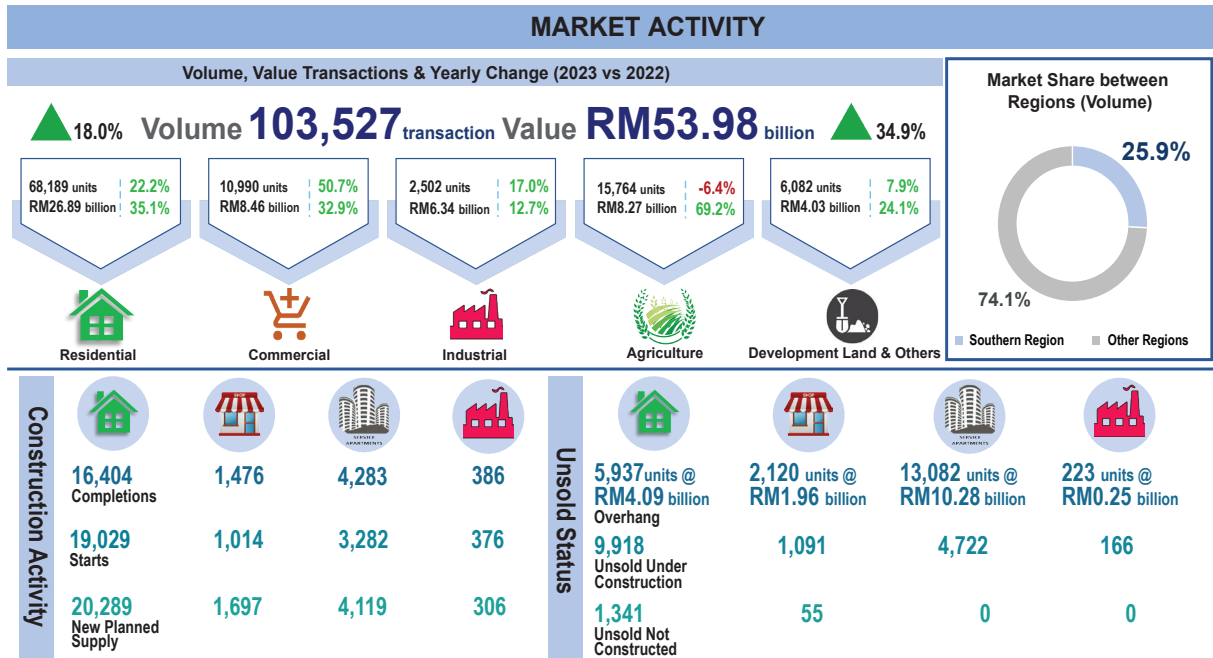 MARKET ACTIVITY
Volume, Value Transactions & Yearly Change (2023 vs 2022)
18.0% Volume 103,527 transaction Value RM53.98 billion 34.9%
68,189 units 22.2%
RM26.89 billion 35.1%
10,990 units 50.7%
RM8.46 billion 32.9%
2,502 units 17.0%
RM6.34 billion 12.7%
15,764 units -6.4%
RM8.27 billion 69.2%
6,082 units 7.9%
RM4.03 billion 24.1%
Residential
Commercial
Industrial
Agriculture
Development Land & Others
Market Share between
Regions (Volume)
25.9%
74.1%
Southern Region
Other Regions
Construction Activity
SHOP
SERVICE
APARTMENTS
16,404 1,476 4,283 386
Completions
19,029 1,014 3,282 376
Starts
20,289 1,697 4,119 306
New Planned
Supply
Unsold Status
SHOP
SERVICE
APARTMENTS
5,937 units @ 2,120 units @ 13,082 units @ 223 units @
RM4.09 billion RM1.96 billion RM10.28 billion RM0.25 billion
Overhang
9,918 1,091 4,722 166
Unsold Under
Construction
1,341 55 0 0
Unsold Not
Constructed